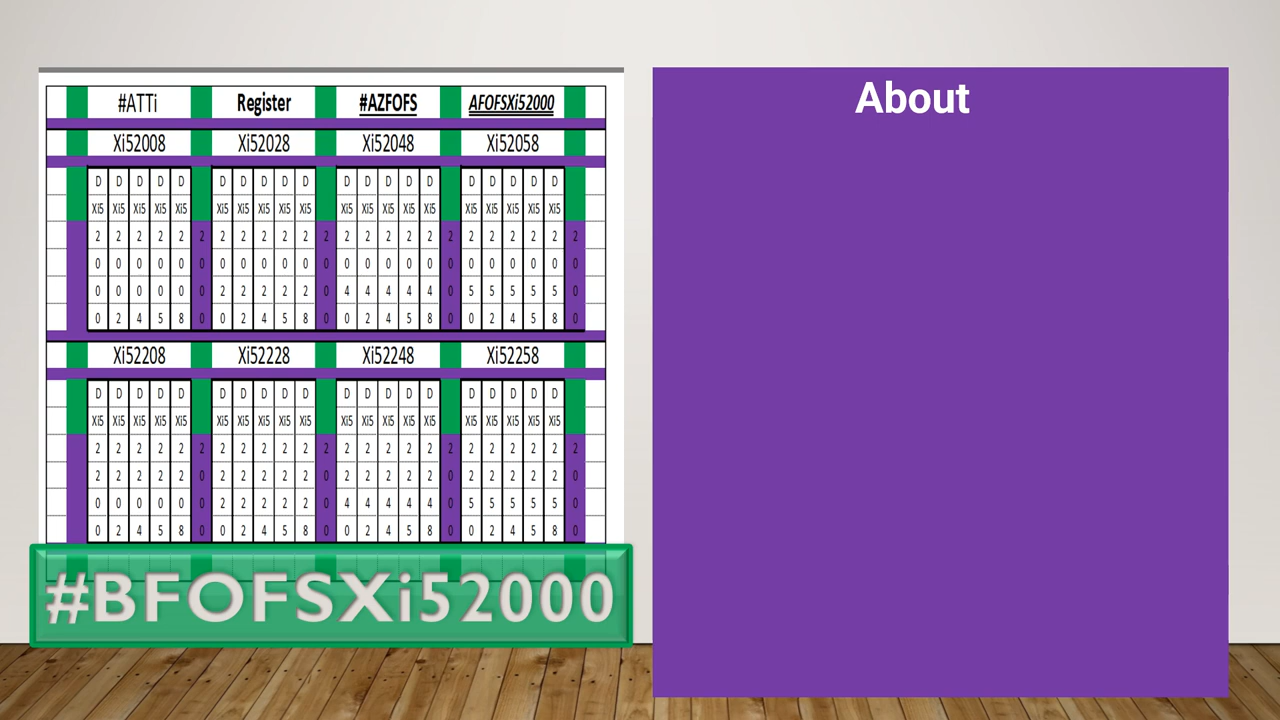 #ATTi Register #AZFOFS AFOFSXi52000
Xi52008 Xi52028 Xi52048 Xi52058
D D D D D D D D D D D D D D D D D D D D
Xi5 Xi5 Xi5 Xi5 Xi5 Xi5 Xi5 Xi5 Xi5 Xi5 Xi5 Xi5 Xi5 Xi5 Xi5 Xi5 Xi5 Xi5 Xi5 Xi5
2 2 2 2 2 2 2 2 2 2 2 2 2 2 2 2 2 2 2 2 2 2 2 2
0 0 0 0 0 0 0 0 0 0 0 0 0 0 0 0 0 0 0 0 0 0 0 0
0 0 0 0 0 0 2 2 2 2 2 0 4 4 4 4 4 0 5 5 5 5 5 0
0 2 4 5 8 0 0 2 4 5 8 0 0 2 4 5 8 0 0 2 4 5 8 0
Xi52208 Xi52228 Xi52248 Xi52258
D D D D D D D D D D D D D D D D D D D D
Xi5 Xi5 Xi5 Xi5 Xi5 Xi5 Xi5 Xi5 Xi5 Xi5 Xi5 Xi5 Xi5 Xi5 Xi5 Xi5 Xi5 Xi5 Xi5 Xi5
2 2 2 2 2 2 2 2 2 2 2 2 2 2 2 2 2 2 2 2 2 2 2 2
2 2 2 2 2 0 2 2 2 2 2 0 2 2 2 2 2 0 2 2 2 2 2 0
0 0 0 0 0 0 2 2 2 2 2 0 4 4 4 4 4 0 5 5 5 5 5 0
0 2 4 5 8 0 0 2 4 5 8 0 0 2 4 5 8 0 0 2 4 5 8 0
#BFOFSXi52000
About